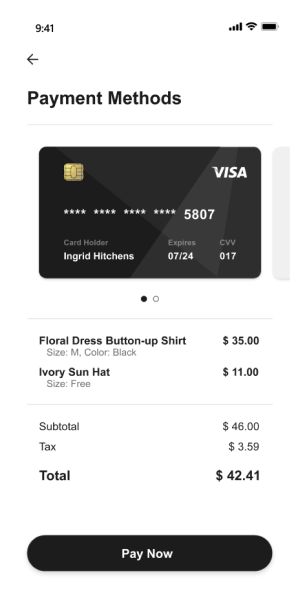 9:41
Payment Methods
VISA
**** **** **** **** 5807
Card Holder Expires CVV
Ingrid Hitchens 07/24 017
Floral Dress Button-up Shirt $ 35.00
Size: M, Color: Black
Ivory Sun Hat $ 11.00
Size: Free
Subtotal $ 46.00
Tax $ 3.59
Total $ 42.41
Pay Now